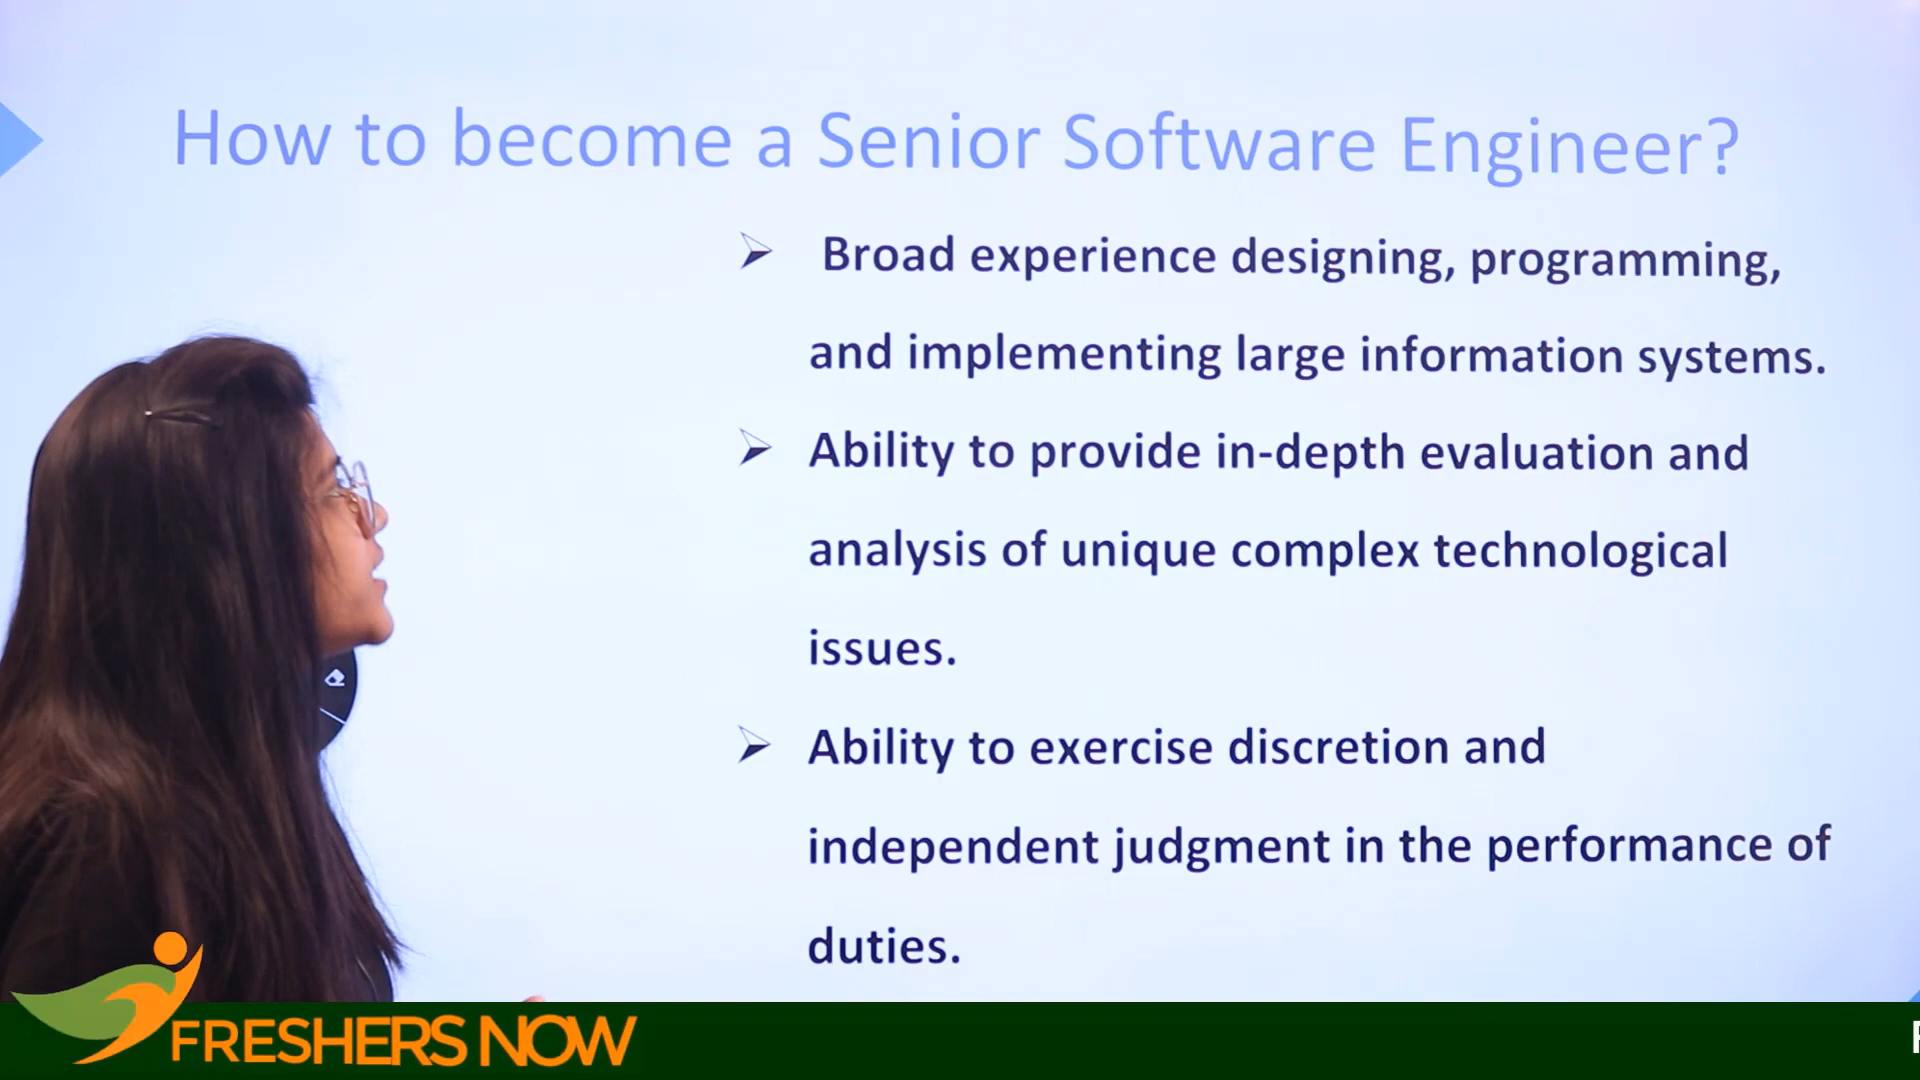 How to become a Senior Software Engineer?
➢ Broad experience designing, programming,
and implementing large information systems.
➢ Ability to provide in-depth evaluation and
analysis of unique complex technological
issues.
➢ Ability to exercise discretion and
independent judgment in the performance of
duties.
FRESHERS NOW